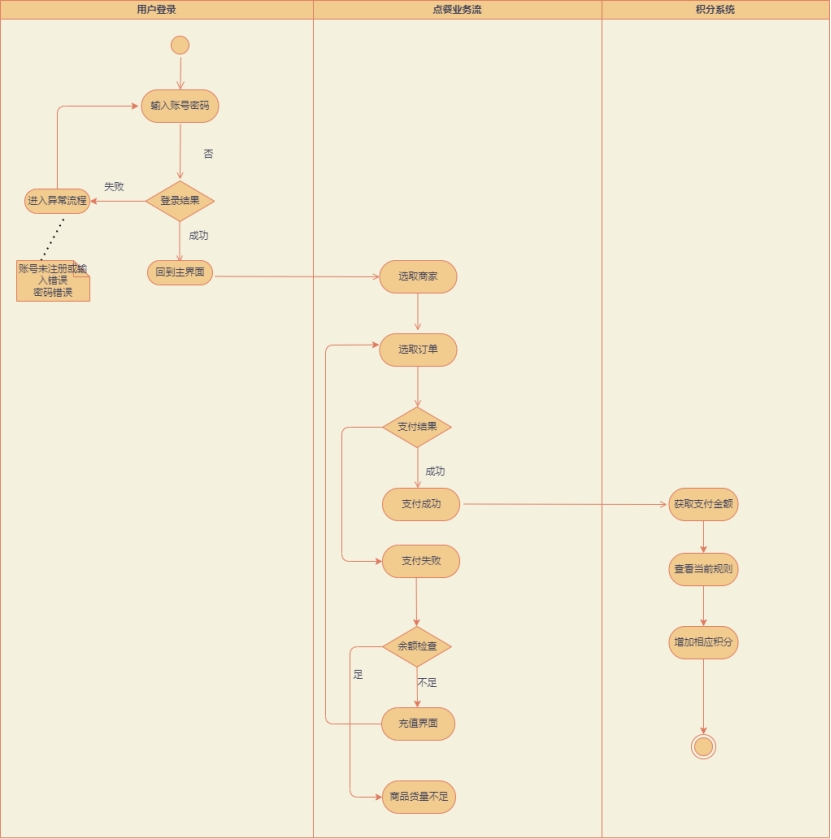 用户登录
点餐业务流
积分系统
输入账号密码
否
失败
进入异常流程
登录结果
成功
账号未注册或输
入错误
密码错误
回到主界面
选取商家
选取订单
支付结果
成功
支付成功
获取支付金额
支付失败
查看当前规则
余额检查
增加相应积分
足
不足
充值界面
商品货量不足